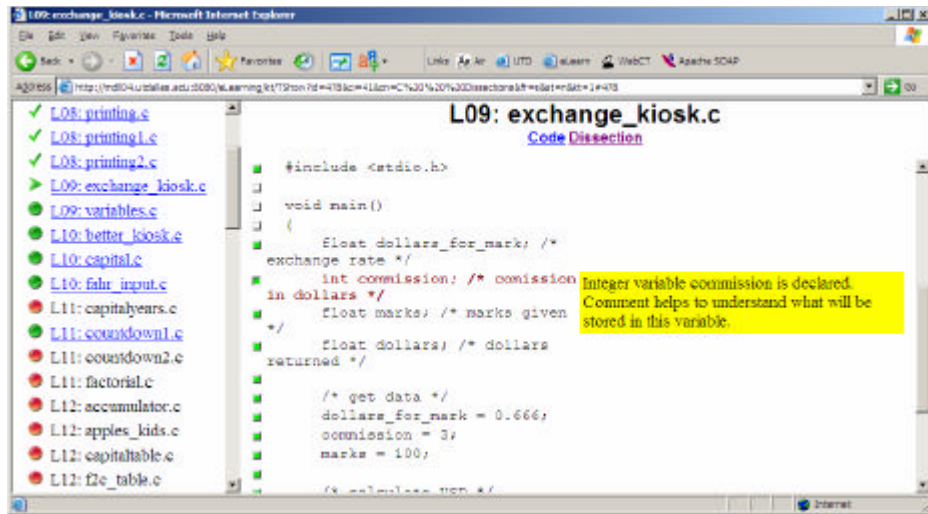 L09: exchange_kiosk.c - Microsoft Internet Explorer
File Edit View Favorites Tools Help
Back Favorites Links UTD eLearn WebCT Apache SOAP
Address Go
L08: printing.c
L08: printing1.c
L08: printing2.c
L09: exchange_kiosk.c
L09: variables.c
L10: better_kiosk.c
L10: capital.c
L10: fahr_input.c
L11: capitalyears.c
L11: countdown1.c
L11: countdown2.c
L11: factorial.c
L12: accumulator.c
L12: apples_kids.c
L12: capitaltable.c
L12: f2c_table.c
L09: exchange_kiosk.c
Code Dissection
#include <stdio.h>
void main()
{
float dollars_for_mark; /*
exchange rate */
int commission; /* comission
in dollars */
float marks; /* marks given
*/
float dollars; /* dollars
returned */
/* get data */
dollars_for_mark = 0.666;
commission = 3;
marks = 100;
/* calculate USD */
Integer variable commission is declared.
Comment helps to understand what will be
stored in this variable.
Internet